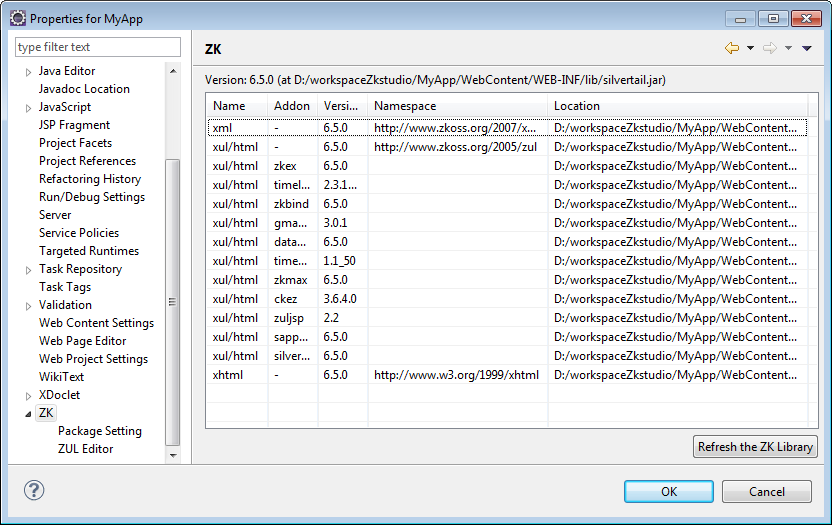 Properties for MyApp
type filter text
Java Editor
Javadoc Location
JavaScript
JSP Fragment
Project Facets
Project References
Refactoring History
Run/Debug Settings
Server
Service Policies
Targeted Runtimes
Task Repository
Task Tags
Validation
Web Content Settings
Web Page Editor
Web Project Settings
WikiText
XDoclet
ZK
Package Setting
ZUL Editor
ZK
Version: 6.5.0 (at D:/workspaceZkstudio/MyApp/WebContent/WEB-INF/lib/silvertail.jar)
Name Addon Versi... Namespace Location
xml - 6.5.0 http://www.zkoss.org/2007/x... D:/workspaceZkstudio/MyApp/WebContent...
xul/html - 6.5.0 http://www.zkoss.org/2005/zul D:/workspaceZkstudio/MyApp/WebContent...
xul/html zkex 6.5.0 D:/workspaceZkstudio/MyApp/WebContent...
xul/html timel... 2.3.1... D:/workspaceZkstudio/MyApp/WebContent...
xul/html zkbind 6.5.0 D:/workspaceZkstudio/MyApp/WebContent...
xul/html gma... 3.0.1 D:/workspaceZkstudio/MyApp/WebContent...
xul/html data... 6.5.0 D:/workspaceZkstudio/MyApp/WebContent...
xul/html time... 1.1_50 D:/workspaceZkstudio/MyApp/WebContent...
xul/html zkmax 6.5.0 D:/workspaceZkstudio/MyApp/WebContent...
xul/html ckez 3.6.4.0 D:/workspaceZkstudio/MyApp/WebContent...
xul/html zuljsp 2.2 D:/workspaceZkstudio/MyApp/WebContent...
xul/html sapp... 6.5.0 D:/workspaceZkstudio/MyApp/WebContent...
xul/html silver... 6.5.0 D:/workspaceZkstudio/MyApp/WebContent...
xhtml - 6.5.0 http://www.w3.org/1999/xhtml D:/workspaceZkstudio/MyApp/WebContent...
Refresh the ZK Library
OK Cancel